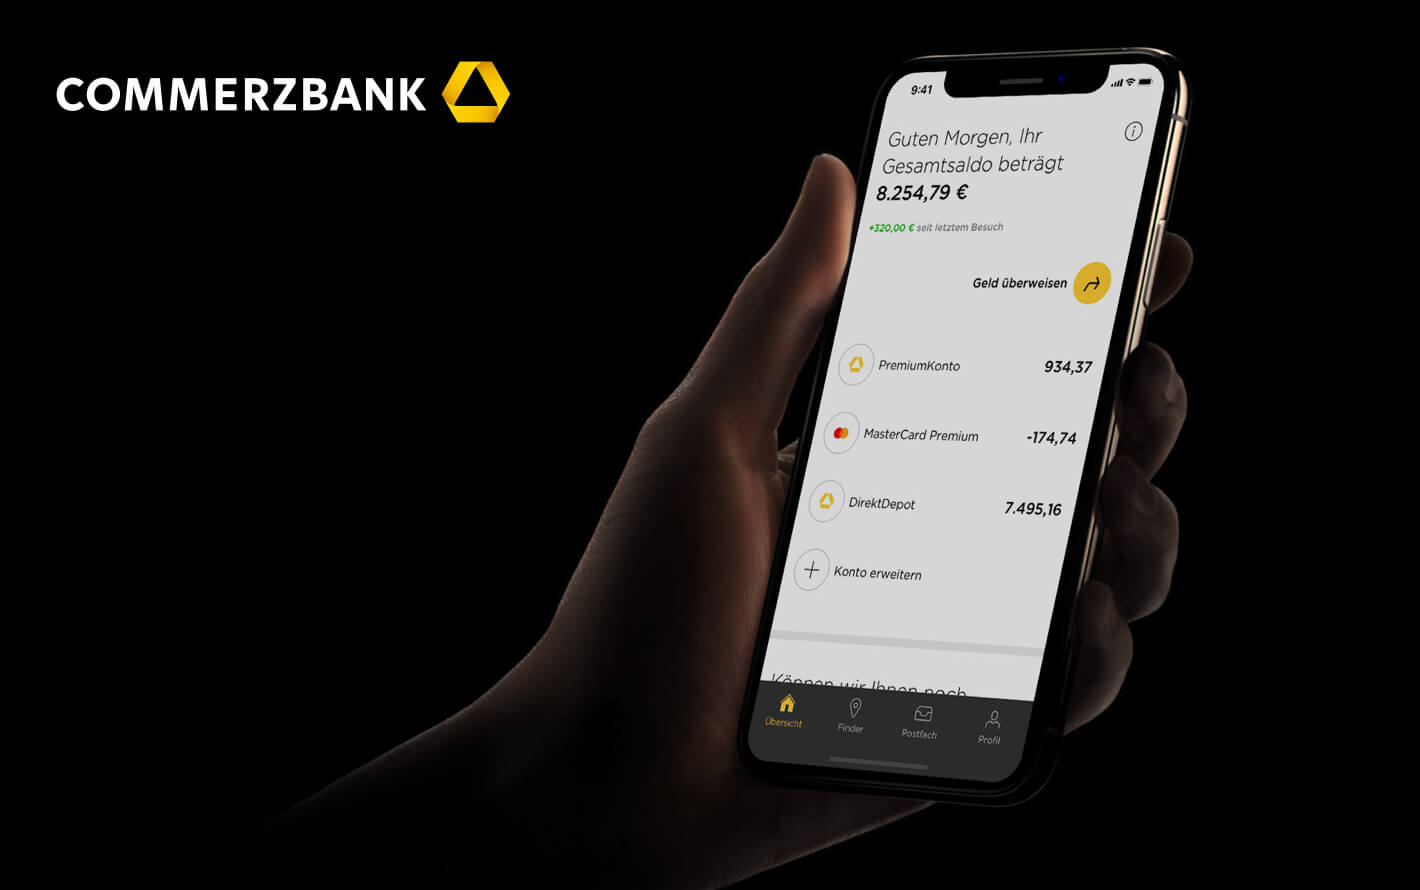 COMMERZBANK
9:41
Guten Morgen, Ihr
Gesamtsaldo beträgt
8.254,79 €
+320,00 € seit letztem Besuch
Geld überweisen
PremiumKonto 934,37
MasterCard Premium -174,74
DirektDepot 7.495,16
Konto erweitern
Können wir Ihnen noch
Übersicht Finder Postfach Profil